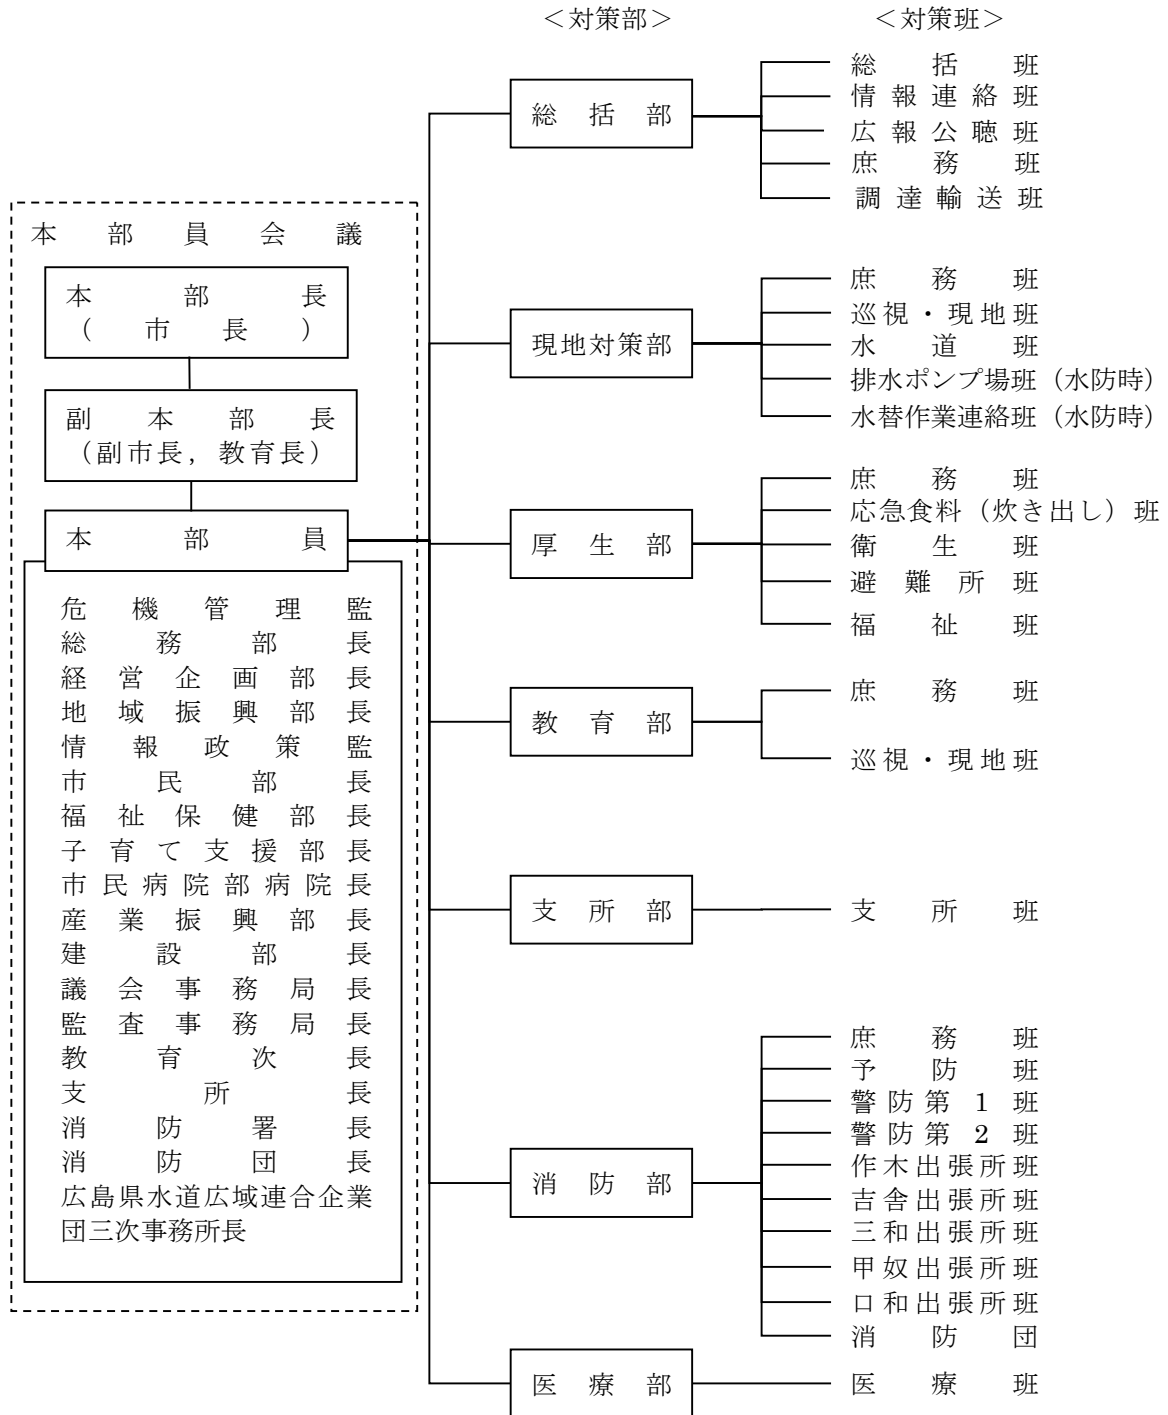 ＜対策部＞
＜対策班＞
本部員会議
本部長
（市長）
副本部長
（副市長，教育長）
本部員
危機管理監
総務部長
経営企画部長
地域振興部長
情報政策監
市民部長
福祉保健部長
子育て支援部長
市民病院部病院長
産業振興部長
建設部長
議会事務局長
監査事務局長
教育次長
支所長
消防署長
消防団長
広島県水道広域連合企業
団三次事務所長
総括部
総括班
情報連絡班
広報公聴班
庶務班
調達輸送班
現地対策部
庶務班
巡視・現地班
水道班
排水ポンプ場班（水防時）
水替作業連絡班（水防時）
厚生部
庶務班
応急食料（炊き出し）班
衛生班
避難所班
福祉班
教育部
庶務班
巡視・現地班
支所部
支所班
消防部
庶務班
予防班
警防第1班
警防第2班
作木出張所班
吉舎出張所班
三和出張所班
甲奴出張所班
口和出張所班
消防団
医療部
医療班